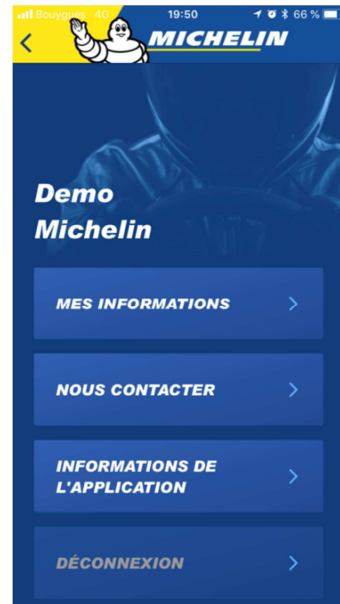 Bouygues 4G 19:50 66 %
MICHELIN
Demo
Michelin
MES INFORMATIONS
NOUS CONTACTER
INFORMATIONS DE
L'APPLICATION
DÉCONNEXION